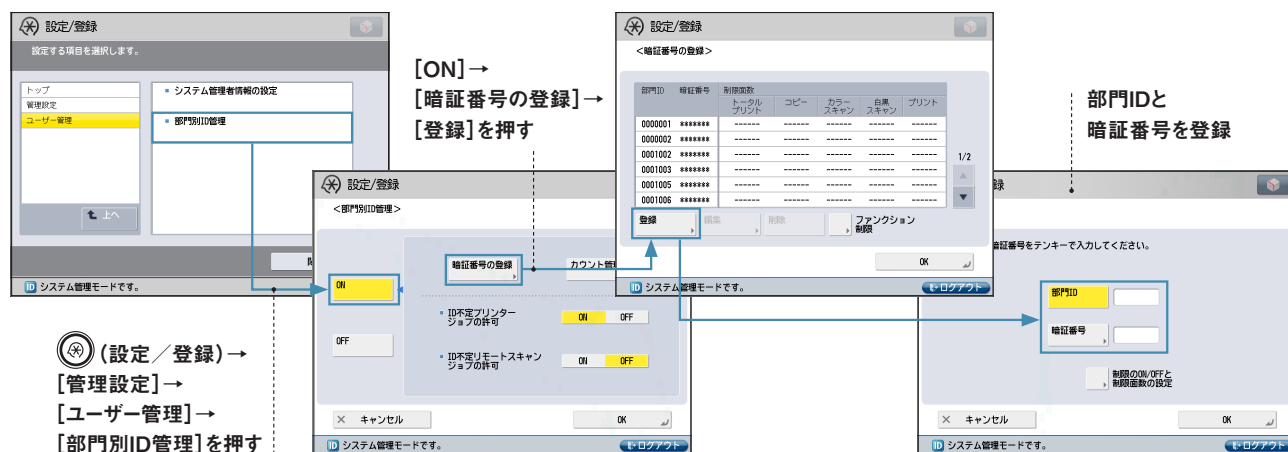 設定/登録
設定する項目を選択します。
トップ
管理設定
ユーザー管理
上へ
システム管理者情報の設定
部門別ID管理
ID システム管理モードです。
(設定/登録)→
[管理設定]→
[ユーザー管理]→
[部門別ID管理]を押す
設定/登録
<部門別ID管理>
ON
OFF
暗証番号の登録
カウント管
ID不定プリンター
ジョブの許可
ON OFF
ID不定リモートスキャン
ジョブの許可
ON OFF
× キャンセル
OK
ID システム管理モードです。
ログアウト
[ON]→
[暗証番号の登録]→
[登録]を押す
設定/登録
<暗証番号の登録>
部門ID 暗証番号 制限面数
トータルプリント コピー カラースキャン 白黒スキャン プリント
0000001 ******* ------ ------ ------ ------ ------
0000002 ******* ------ ------ ------ ------ ------
0001002 ******* ------ ------ ------ ------ ------
0001003 ******* ------ ------ ------ ------ ------
0001005 ******* ------ ------ ------ ------ ------
0001006 ******* ------ ------ ------ ------ ------
1/2
登録 編集 削除 ファンクション
制限
OK
ID システム管理モードです。
ログアウト
部門IDと
暗証番号を登録
録
暗証番号をテンキーで入力してください。
部門ID
暗証番号
制限のON/OFFと
制限面数の設定
× キャンセル
OK
ID システム管理モードです。
ログアウト